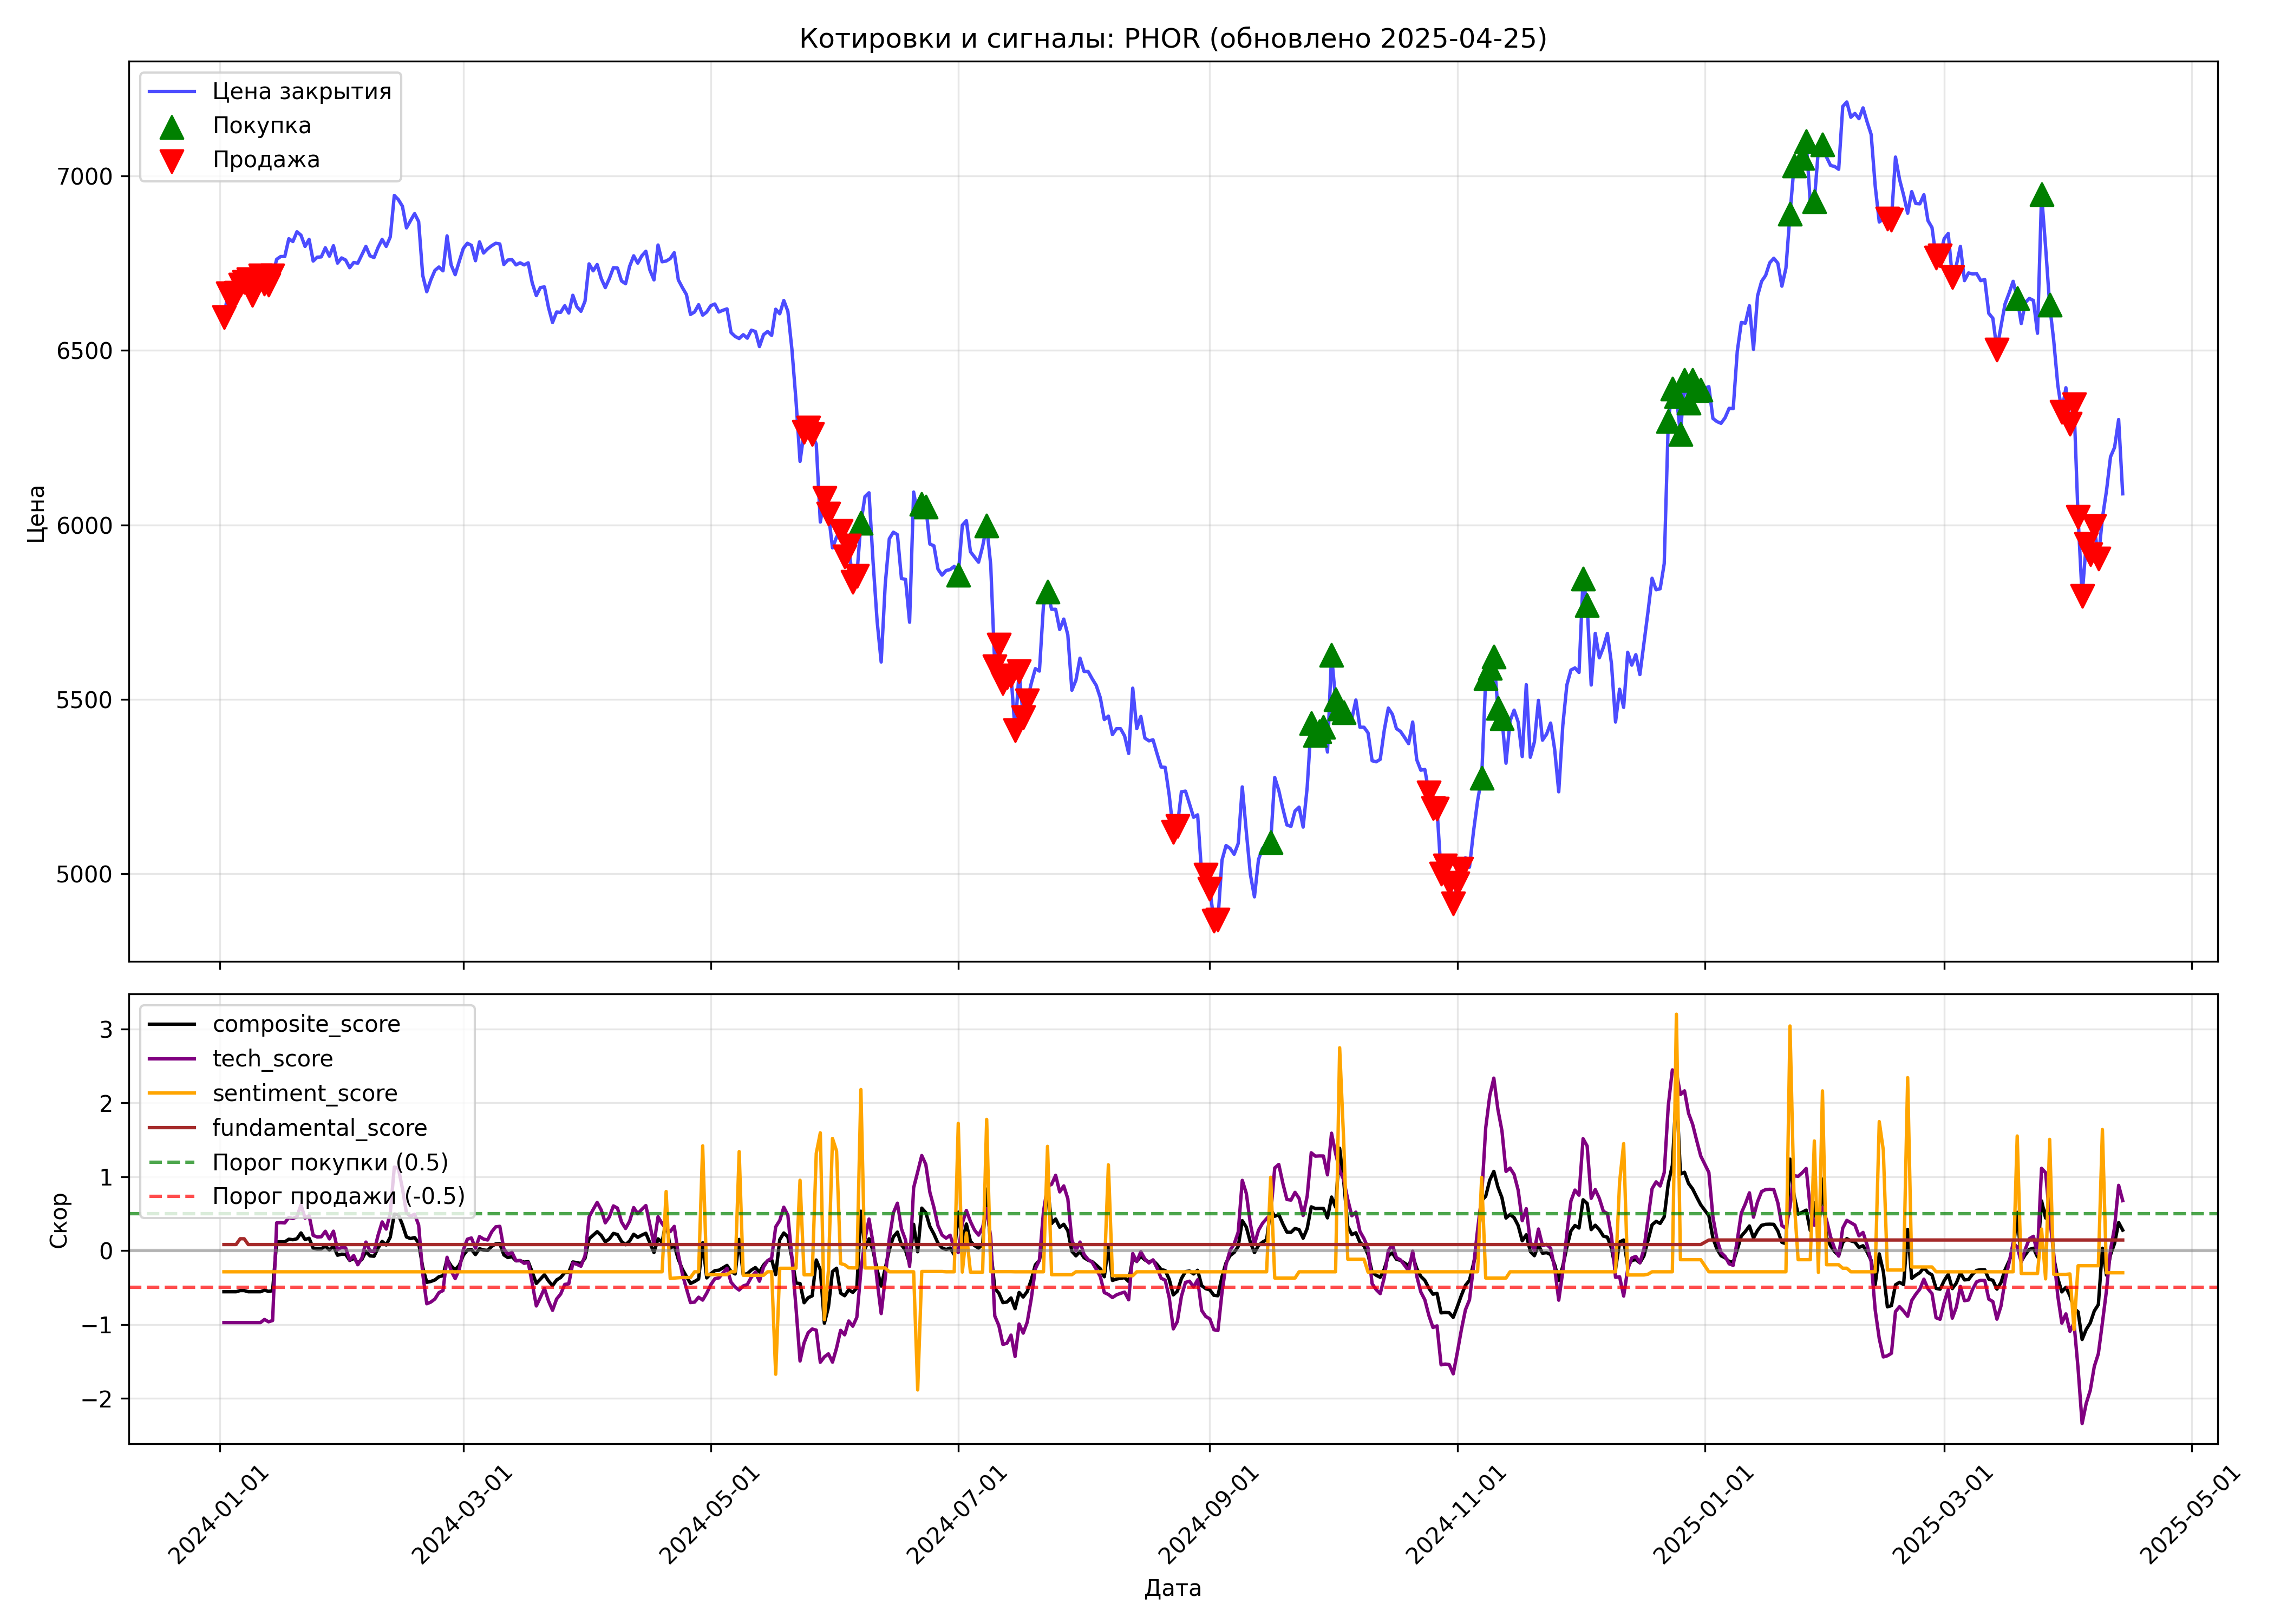 Котировки и сигналы: PHOR (обновлено 2025-04-25)
Цена закрытия
Покупка
Продажа
7000
6500
6000
5500
5000
Цена
composite_score
tech_score
sentiment_score
fundamental_score
Порог покупки (0.5)
Порог продажи (-0.5)
3
2
1
0
−1
−2
Скор
2024-01-01
2024-03-01
2024-05-01
2024-07-01
2024-09-01
2024-11-01
2025-01-01
2025-03-01
2025-05-01
Дата